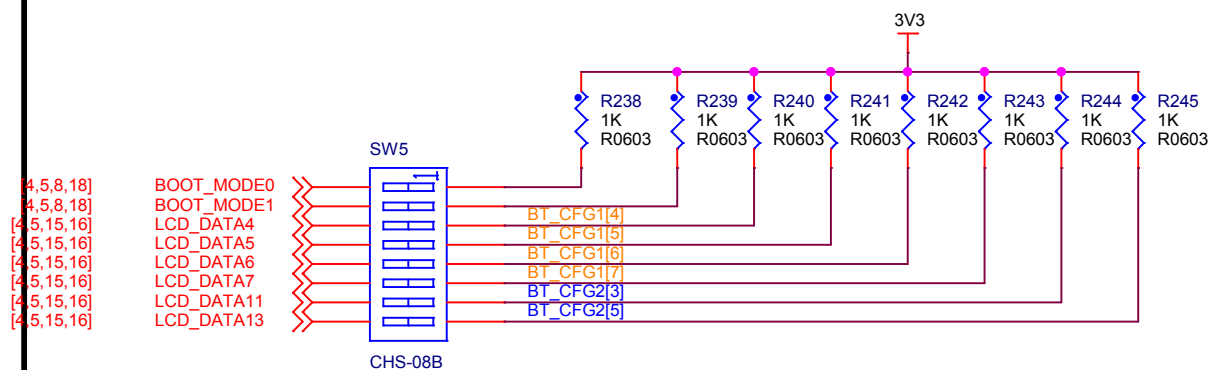 3V3
R238 R239 R240 R241 R242 R243 R244 R245
1K 1K 1K 1K 1K 1K 1K 1K
R0603 R0603 R0603 R0603 R0603 R0603 R0603 R0603
SW5
1
[4,5,8,18] BOOT_MODE0
[4,5,8,18] BOOT_MODE1
[4,5,15,16] LCD_DATA4 BT_CFG1[4]
[4,5,15,16] LCD_DATA5 BT_CFG1[5]
[4,5,15,16] LCD_DATA6 BT_CFG1[6]
[4,5,15,16] LCD_DATA7 BT_CFG1[7]
[4,5,15,16] LCD_DATA11 BT_CFG2[3]
[4,5,15,16] LCD_DATA13 BT_CFG2[5]
CHS-08B